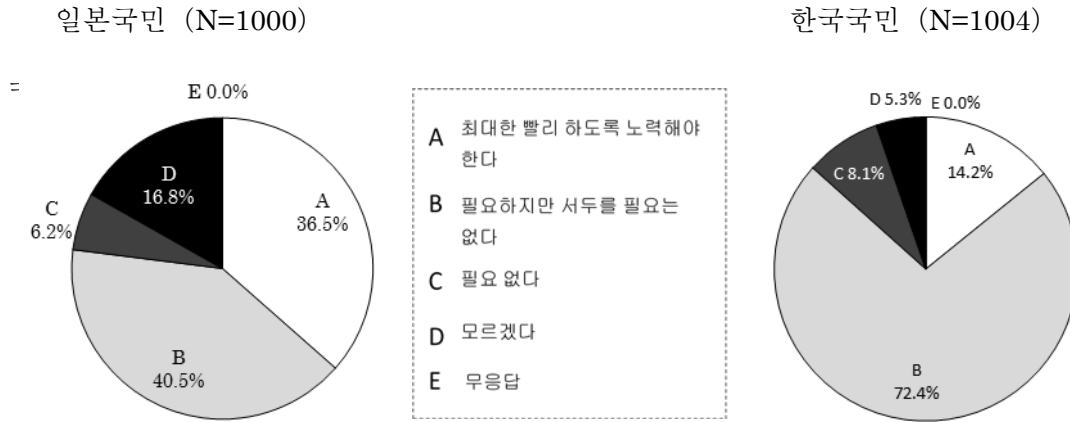 일본국민 (N=1000)
한국국민 (N=1004)
E 0.0%
D
16.8%
C
6.2%
A
36.5%
B
40.5%
A 최대한 빨리 하도록 노력해야
한다
B 필요하지만 서두를 필요는
없다
C 필요 없다
D 모르겠다
E 무응답
D 5.3%
E 0.0%
A
14.2%
C 8.1%
B
72.4%